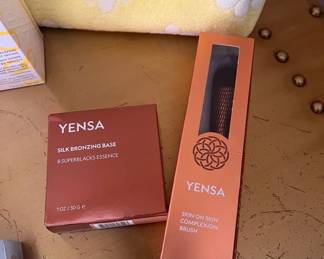 YENSA
SILK BRONZING BASE
8 SUPERBLACKS ESSENCE
1 OZ / 30 G ℮
YENSA
SKIN ON SKIN
COMPLEXION
BRUSH